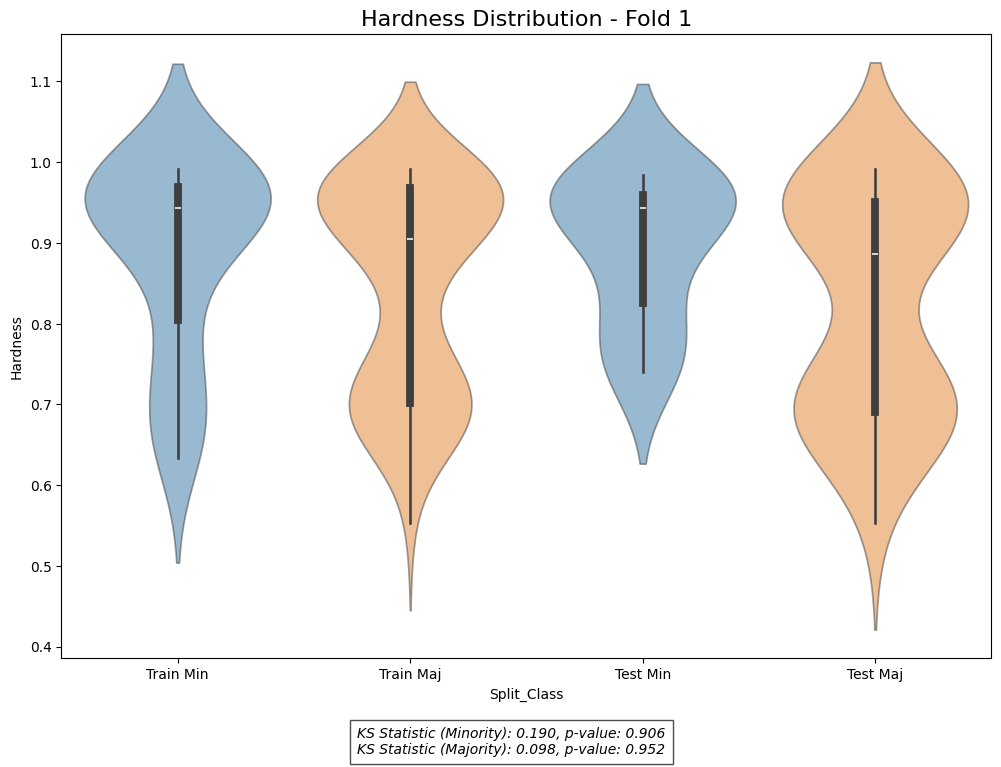 Hardness Distribution - Fold 1
Hardness
1.1
1.0
0.9
0.8
0.7
0.6
0.5
0.4
Train Min
Train Maj
Test Min
Test Maj
Split_Class
KS Statistic (Minority): 0.190, p-value: 0.906
KS Statistic (Majority): 0.098, p-value: 0.952